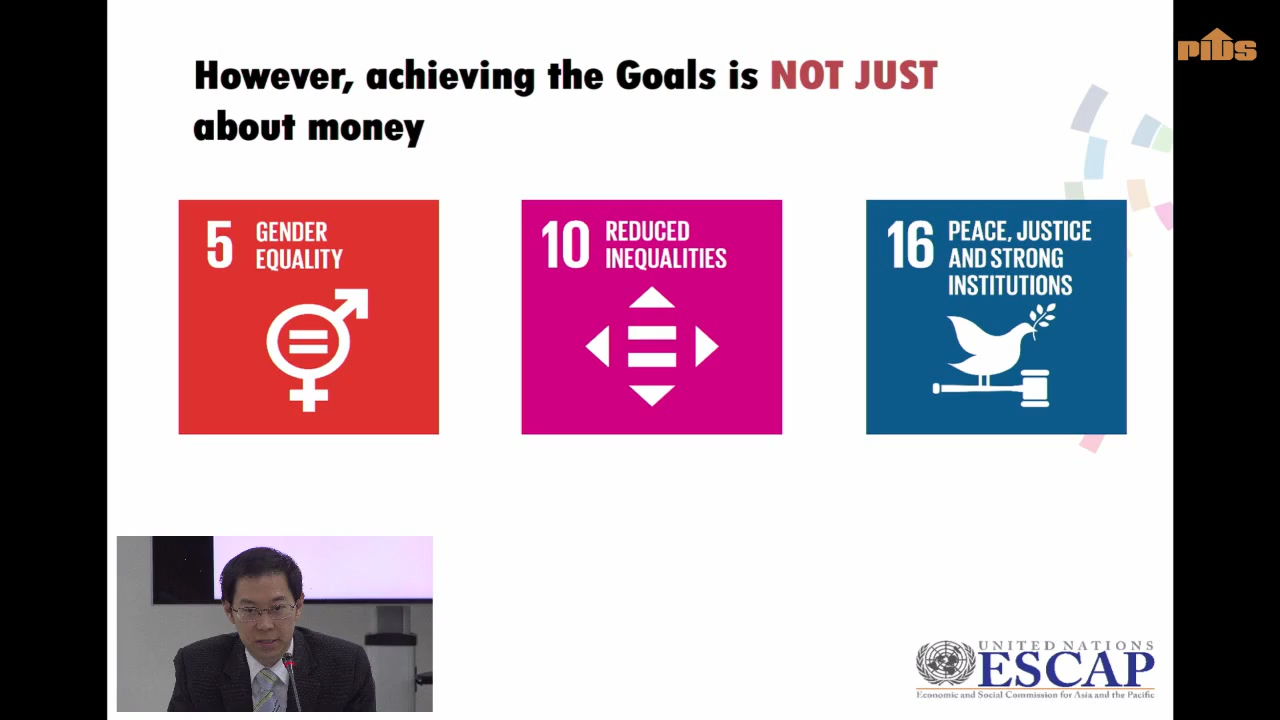 However, achieving the Goals is NOT JUST
about money
5 GENDER
EQUALITY
10 REDUCED
INEQUALITIES
16 PEACE, JUSTICE
AND STRONG
INSTITUTIONS
UNITED NATIONS
ESCAP
Economic and Social Commission for Asia and the Pacific
PIDS